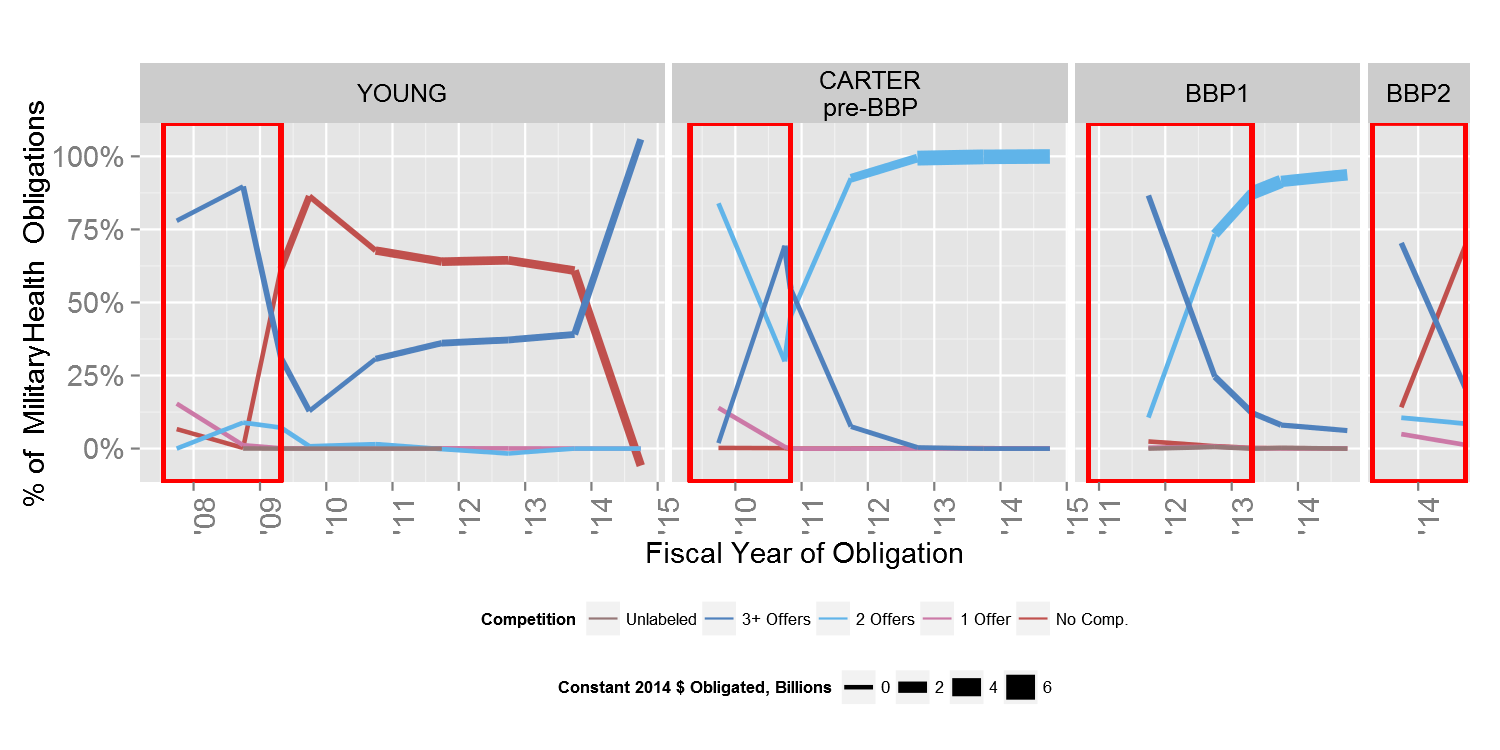 YOUNG
CARTER
pre-BBP
BBP1
BBP2
% of MilitaryHealth Obligations
100%
75%
50%
25%
0%
'08 '09 '10 '11 '12 '13 '14 '15
'10 '11 '12 '13 '14 '15
'11 '12 '13 '14
'14
Fiscal Year of Obligation
Competition Unlabeled 3+ Offers 2 Offers 1 Offer No Comp.
Constant 2014 $ Obligated, Billions 0 2 4 6